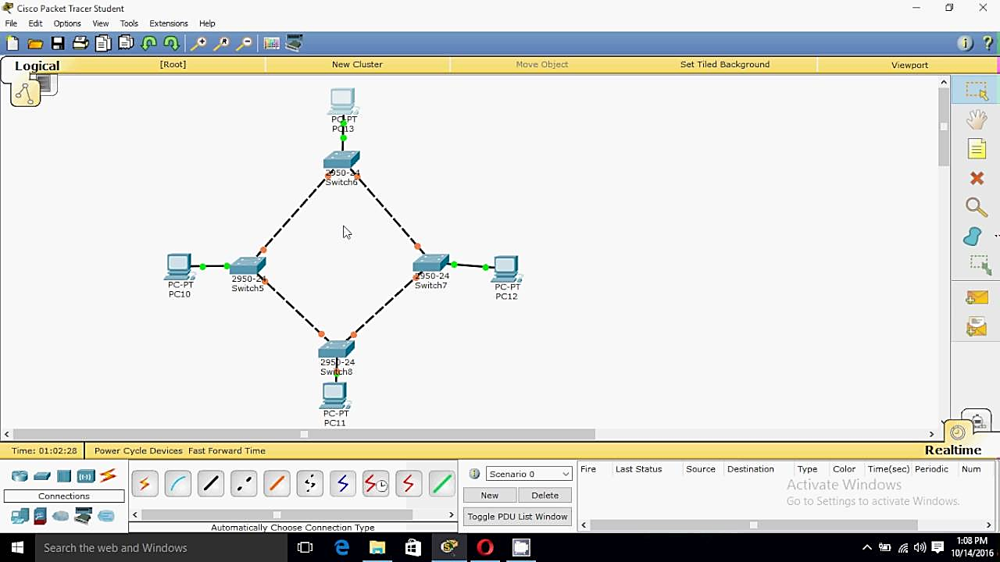 Cisco Packet Tracer Student
File Edit Options View Tools Extensions Help
Logical [Root] New Cluster Move Object Set Tiled Background Viewport
PC-PT
PC13
2950-24
Switch6
2950-24
Switch5
PC-PT
PC10
2950-24
Switch7
PC-PT
PC12
2950-24
Switch8
PC-PT
PC11
Time: 01:02:28 Power Cycle Devices Fast Forward Time
Realtime
Connections
Automatically Choose Connection Type
Scenario 0
New Delete
Toggle PDU List Window
Fire Last Status Source Destination Type Color Time(sec) Periodic Num
Activate Windows
Go to Settings to activate Windows.
Search the web and Windows
1:08 PM
10/14/2016